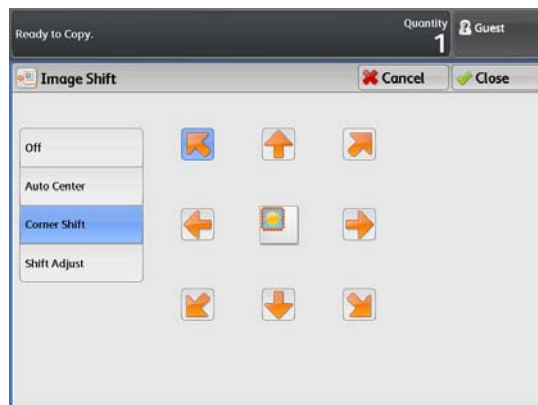 Ready to Copy.
Quantity
1
Guest
Image Shift
Cancel
Close
Off
Auto Center
Corner Shift
Shift Adjust